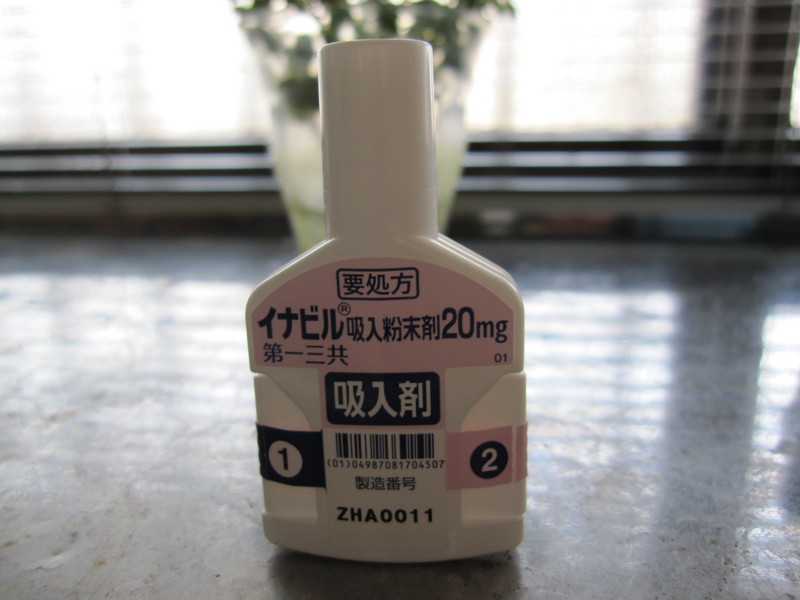 要処方
イナビル®吸入粉末剤20mg
第一三共 01
吸入剤
1 2
(01)04987081704507
製造番号
ZHA0011